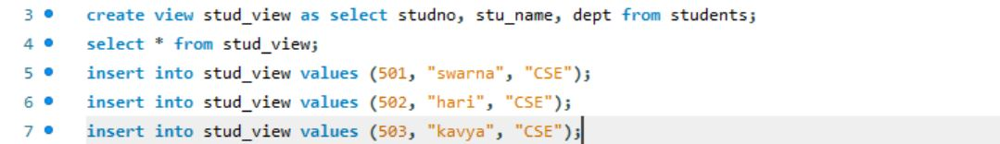 3 create view stud_view as select studno, stu_name, dept from students;
4 select * from stud_view;
5 insert into stud_view values (501, "swarna", "CSE");
6 insert into stud_view values (502, "hari", "CSE");
7 insert into stud_view values (503, "kavya", "CSE");